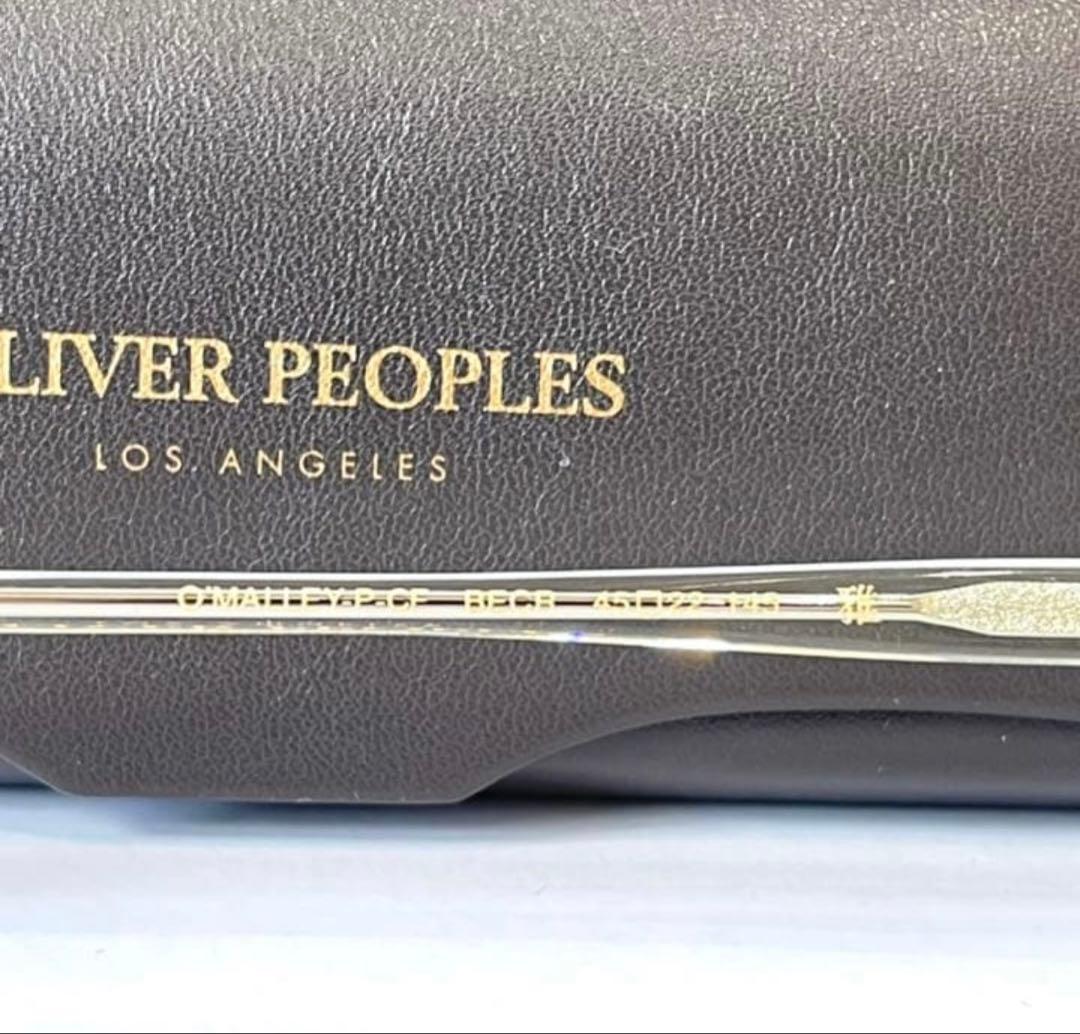 LIVER PEOPLES
LOS ANGELES
O'MALLEY-P-CF BECR 45□22-145 雅